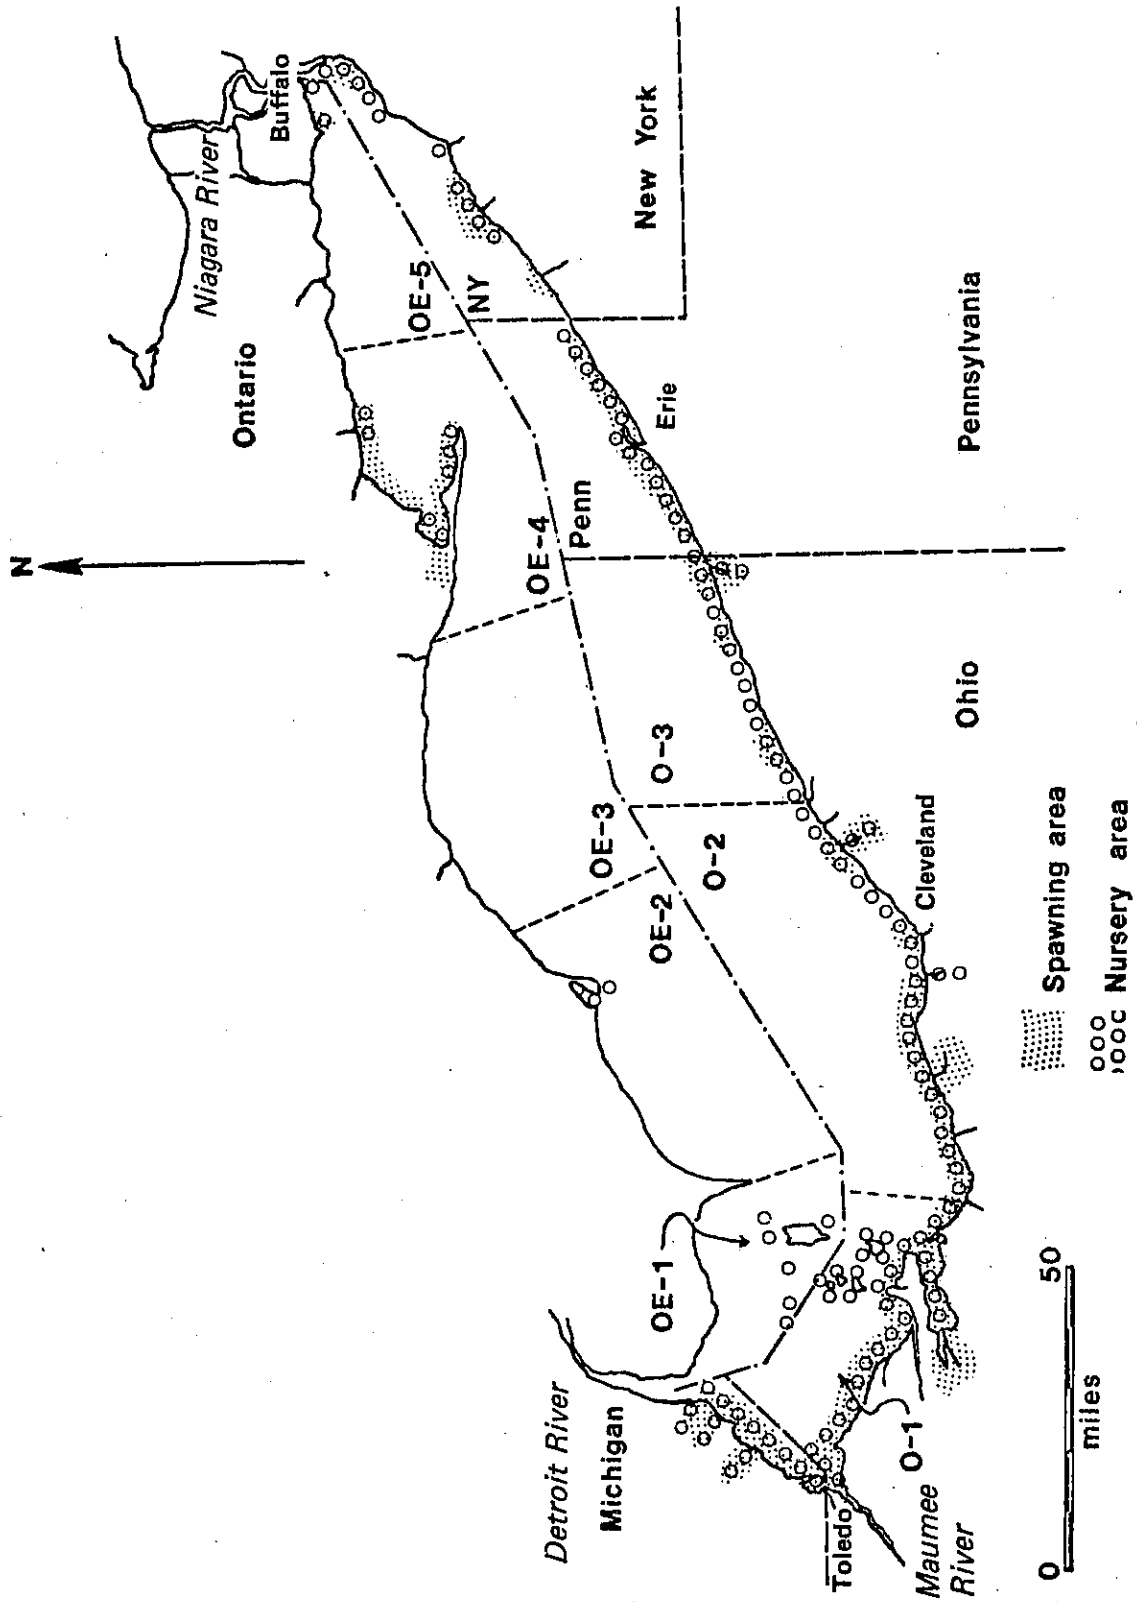 N
Niagara River
Buffalo
Ontario
New York
OE-5
NY
Erie
Pennsylvania
OE-4
Penn
OE-3
O-3
Ohio
OE-2
O-2
Cleveland
OE-1
Detroit River
Michigan
Toledo
O-1
Maumee
River
Spawning area
Nursery area
0 50
miles